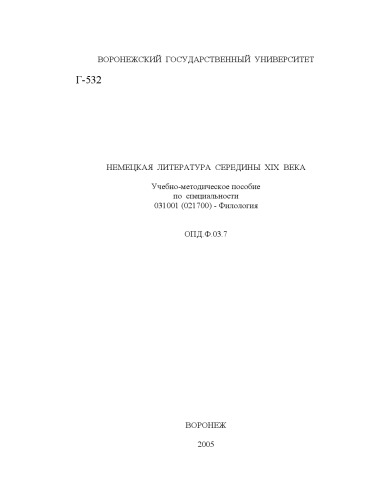 ВОРОНЕЖСКИЙ ГОСУДАРСТВЕННЫЙ УНИВЕРСИТЕТ
Г-532
НЕМЕЦКАЯ ЛИТЕРАТУРА СЕРЕДИНЫ XIX ВЕКА
Учебно-методическое пособие
по специальности
031001 (021700) - Филология
ОПД.Ф.03.7
ВОРОНЕЖ
2005